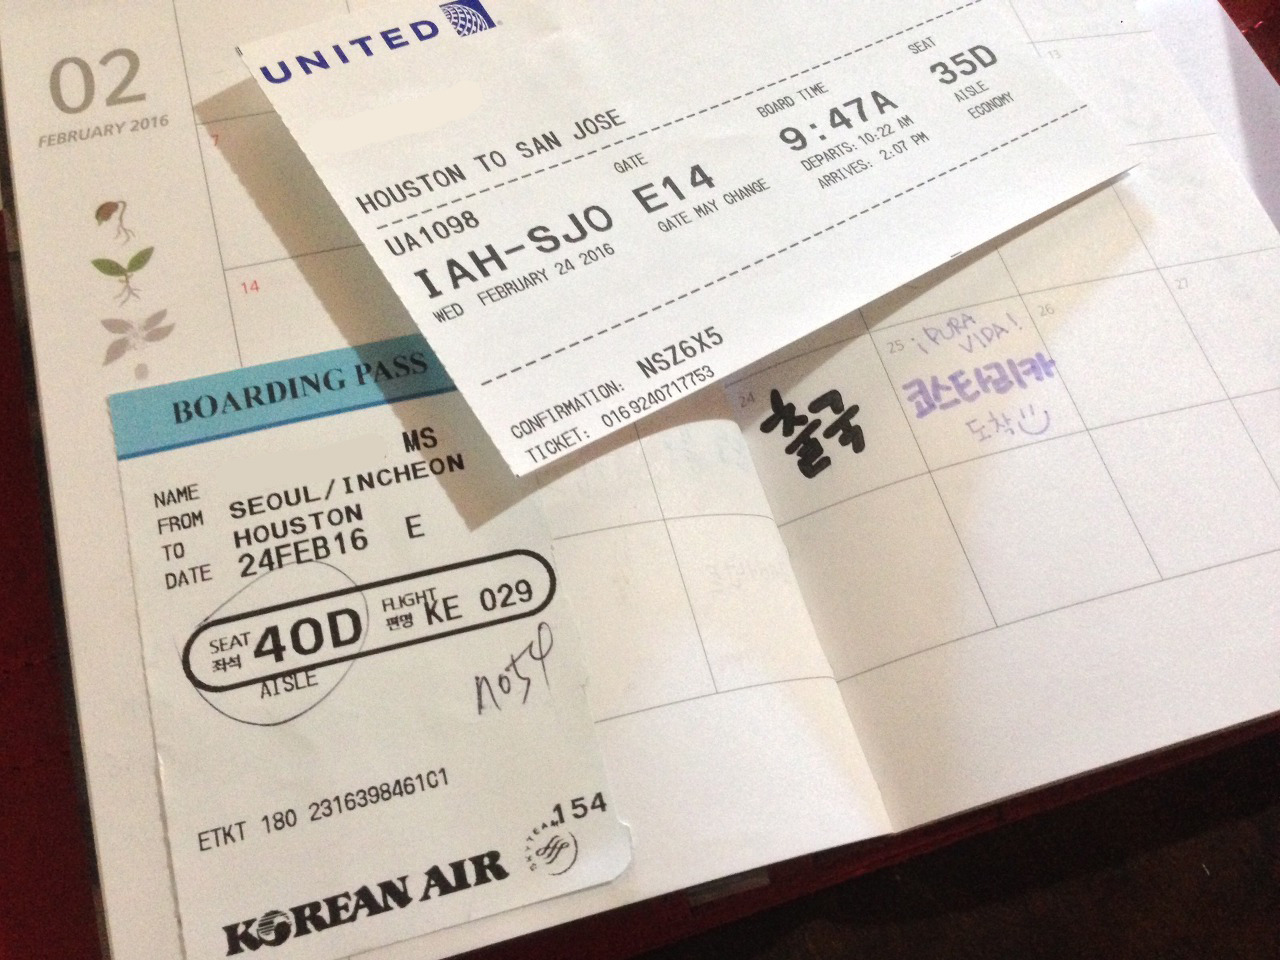 02
FEBRUARY 2016
7
14
UNITED
HOUSTON TO SAN JOSE
UA1098
GATE
BOARD TIME
SEAT
IAH-SJO
E14
9:47A
35D
WED FEBRUARY 24 2016
GATE MAY CHANGE
DEPARTS: 10:22 AM
ARRIVES: 2:07 PM
AISLE
ECONOMY
CONFIRMATION: NSZ6X5
TICKET: 0169240717753
BOARDING PASS
MS
NAME
FROM SEOUL/INCHEON
TO HOUSTON
DATE 24FEB16 E
SEAT
좌석
40D
FLIGHT
편명
KE 029
AISLE
no54
ETKT 180 2316398461C1
154
SKYTEAM
KOREAN AIR
13
24
출국
25
¡PURA
VIDA!
코스타리카
도착
26
27